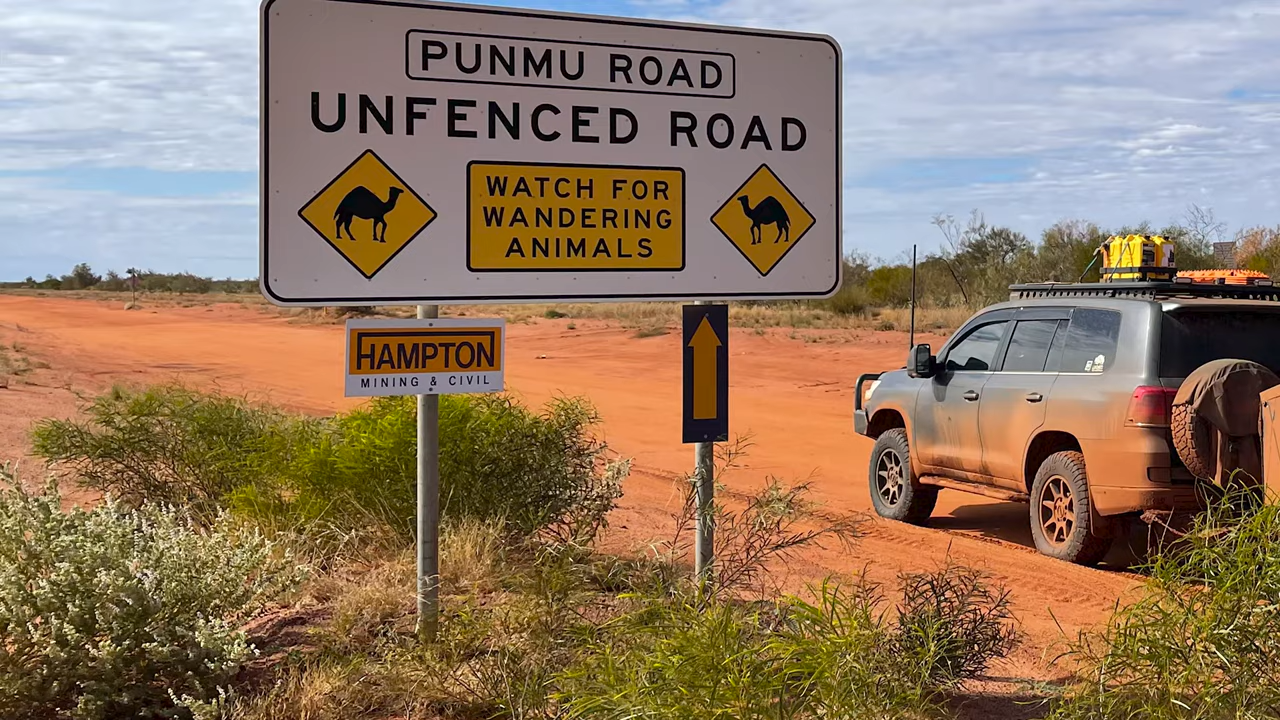 PUNMU ROAD
UNFENCED ROAD
WATCH FOR
WANDERING
ANIMALS
HAMPTON
MINING & CIVIL